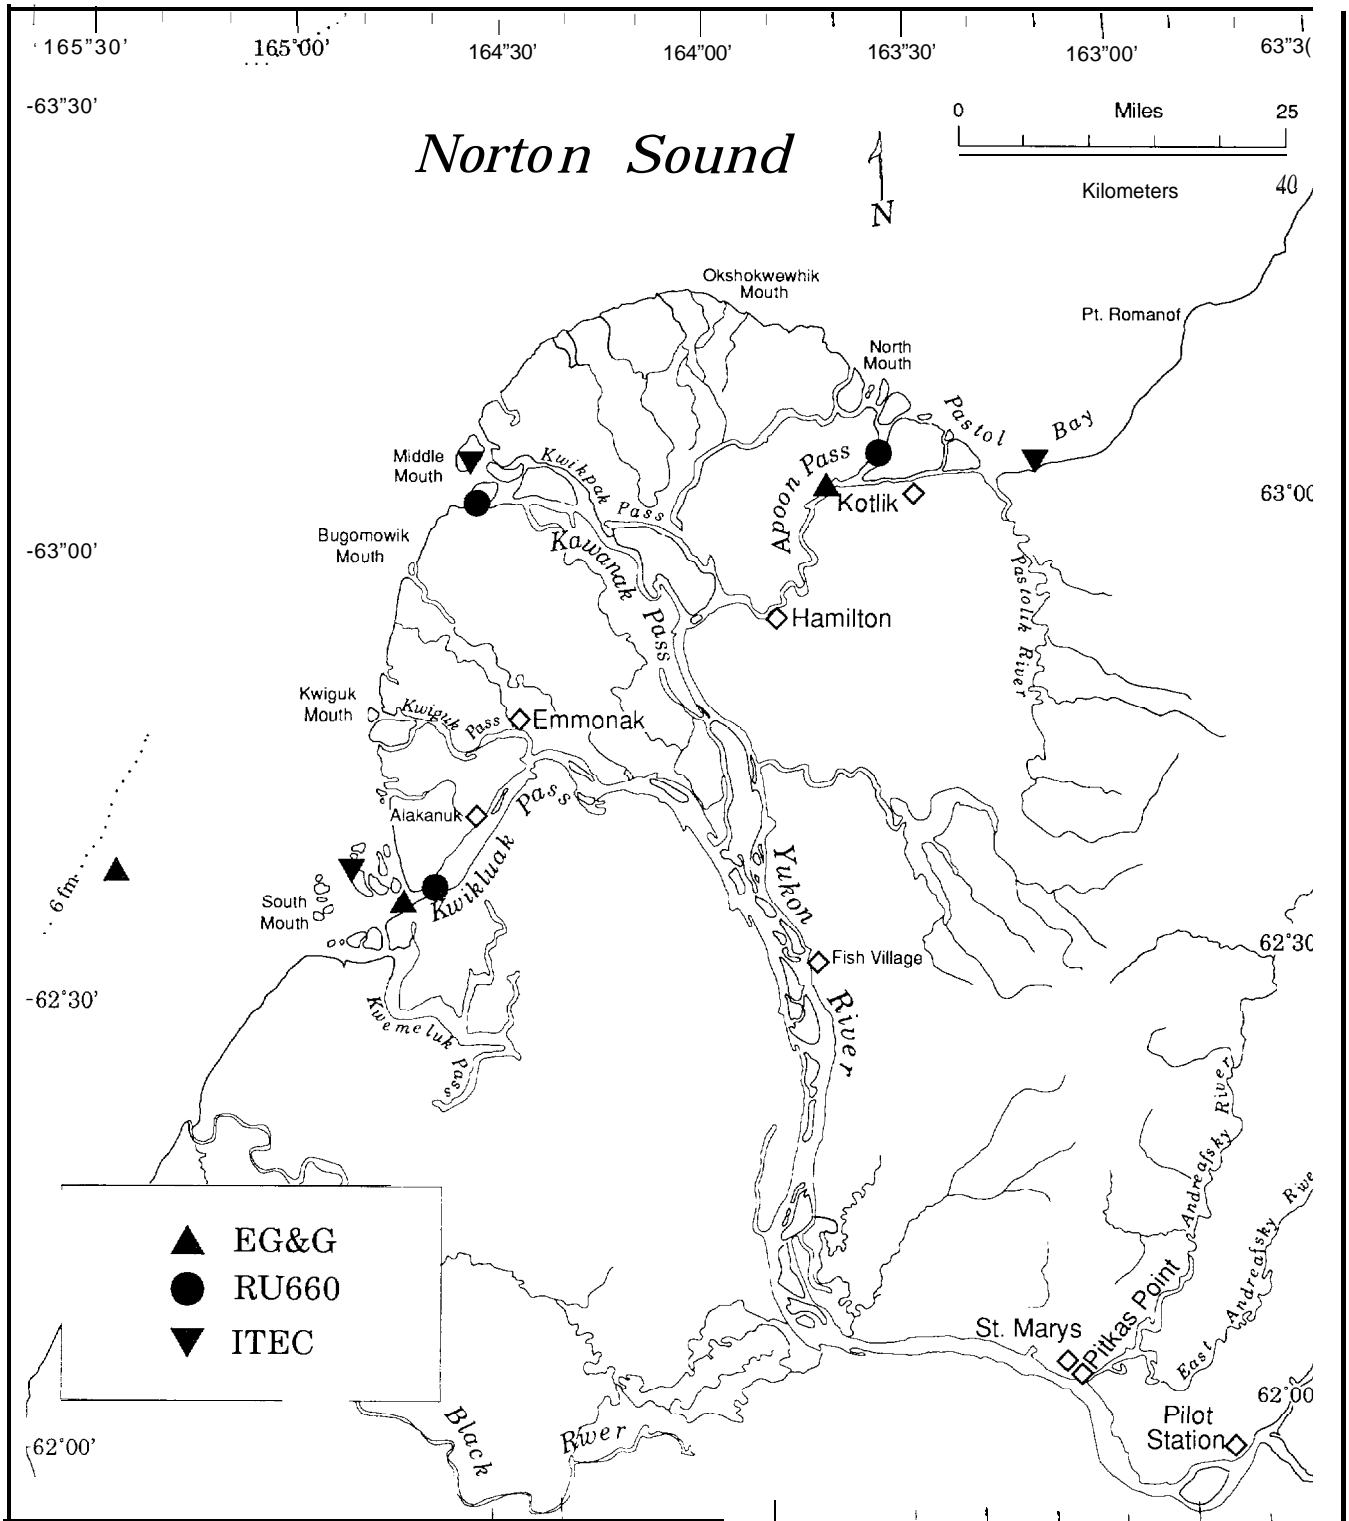 165"30'
165°00'
164"30'
164"00'
163"30'
163"00'
63"3(
-63"30'
0 Miles 25
Norton Sound
Kilometers 40
N
Okshokwewhik
Mouth
Pt. Romanof
North
Mouth
Pastol Bay
Middle
Mouth
Kwikpak Pass
Apoon Pass
Kotlik
63°00
Bugomowik
Mouth
-63"00'
Kawanak Pass
Pastolik River
Hamilton
Kwiguk
Mouth
Kwiguk Pass
Emmonak
Alakanuk
Kwikluak Pass
6 fm
South
Mouth
Yukon River
Fish Village
62°30
-62°30'
Kwemeluk Pass
Andreafsky River
East Andreafsky Rive
EG&G
RU660
ITEC
St. Marys
Pitkas Point
62°00
Pilot
Station
Black River
62°00'